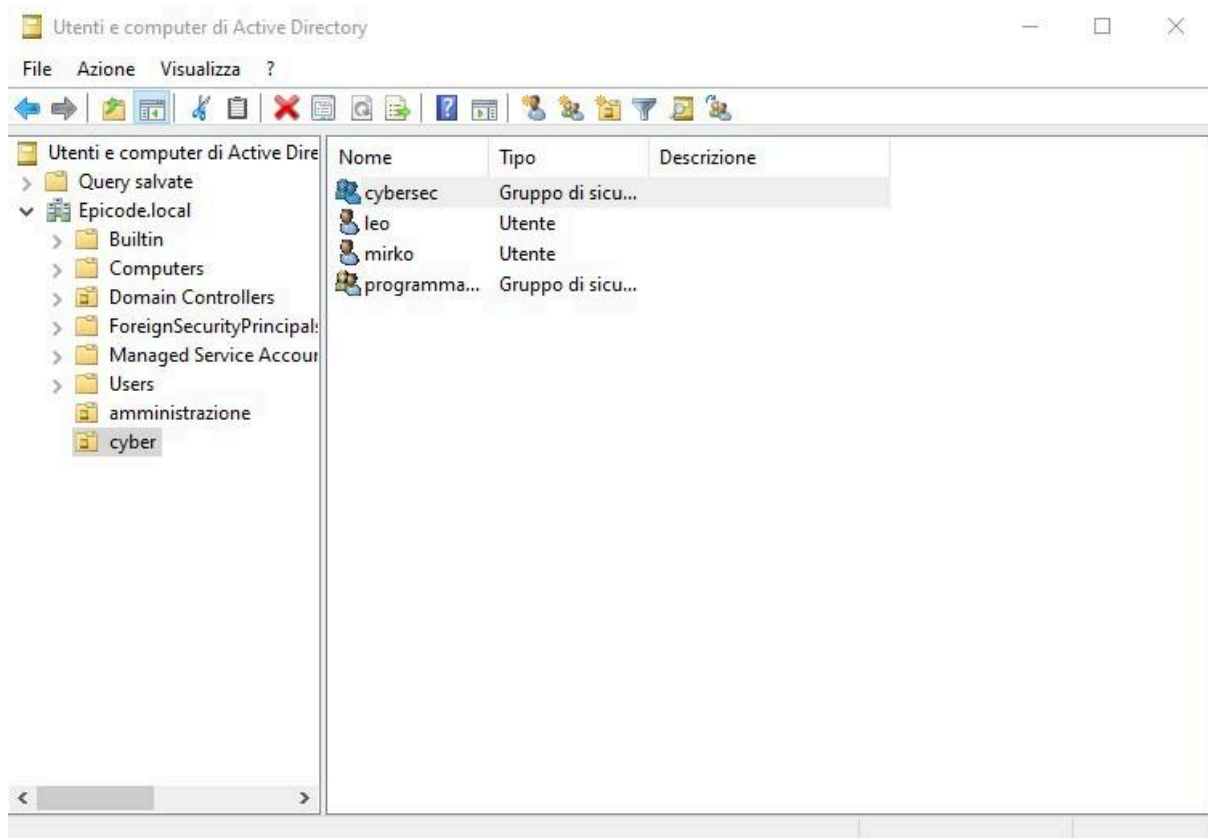 Utenti e computer di Active Directory
File Azione Visualizza ?
Utenti e computer di Active Dire
Query salvate
Epicode.local
Builtin
Computers
Domain Controllers
ForeignSecurityPrincipals
Managed Service Accour
Users
amministrazione
cyber
Nome Tipo Descrizione
cybersec Gruppo di sicu...
leo Utente
mirko Utente
programma... Gruppo di sicu...